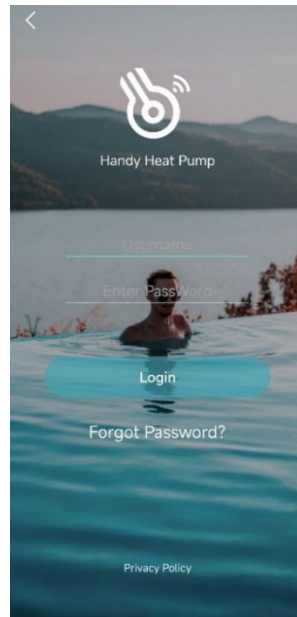 Handy Heat Pump
Username
Enter PassWord
Login
Forgot Password?
Privacy Policy